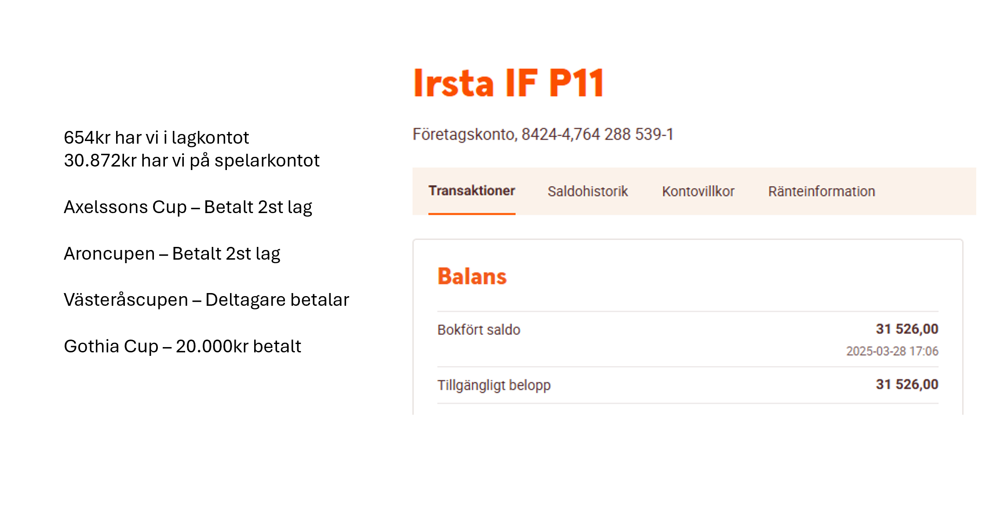 654kr har vi i lagkontot
30.872kr har vi på spelarkontot
Axelssons Cup – Betalt 2st lag
Aroncupen – Betalt 2st lag
Västeråscupen – Deltagare betalar
Gothia Cup – 20.000kr betalt
Irsta IF P11
Företagskonto, 8424-4,764 288 539-1
Transaktioner Saldohistorik Kontovillkor Ränteinformation
Balans
Bokfört saldo 31 526,00
2025-03-28 17:06
Tillgängligt belopp 31 526,00